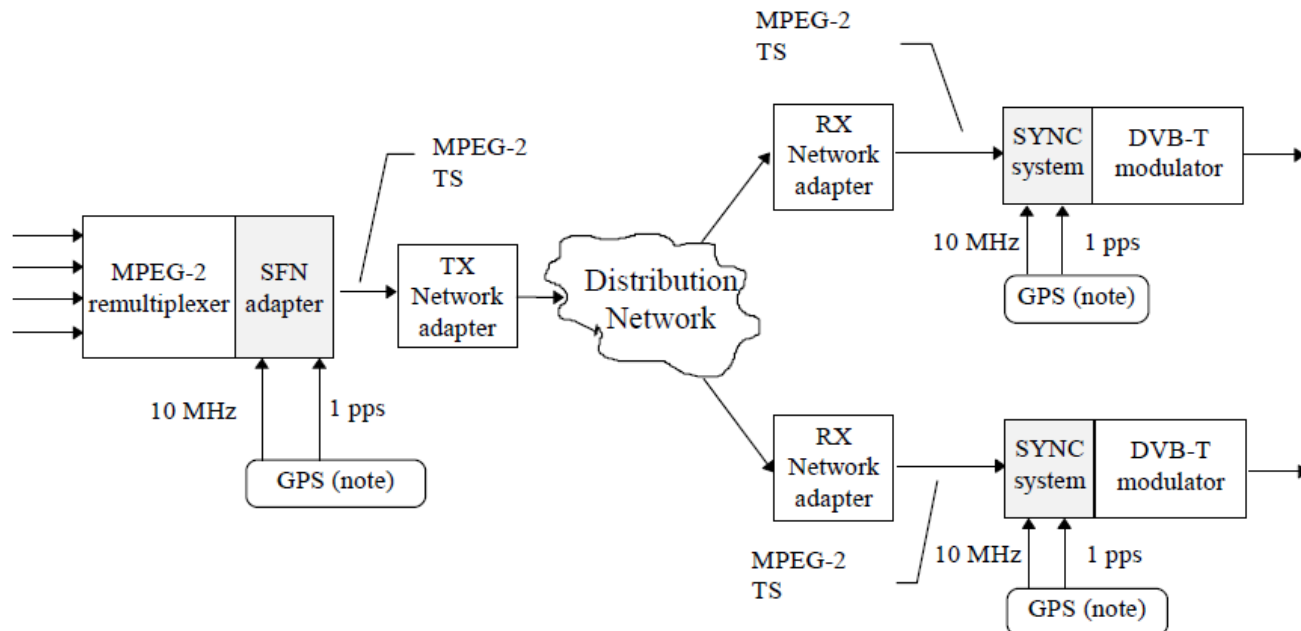 MPEG-2
TS
MPEG-2
remultiplexer
SFN
adapter
10 MHz
1 pps
GPS (note)
MPEG-2
TS
TX
Network
adapter
Distribution
Network
RX
Network
adapter
MPEG-2
TS
SYNC
system
DVB-T
modulator
10 MHz
1 pps
GPS (note)
RX
Network
adapter
SYNC
system
DVB-T
modulator
10 MHz
1 pps
GPS (note)